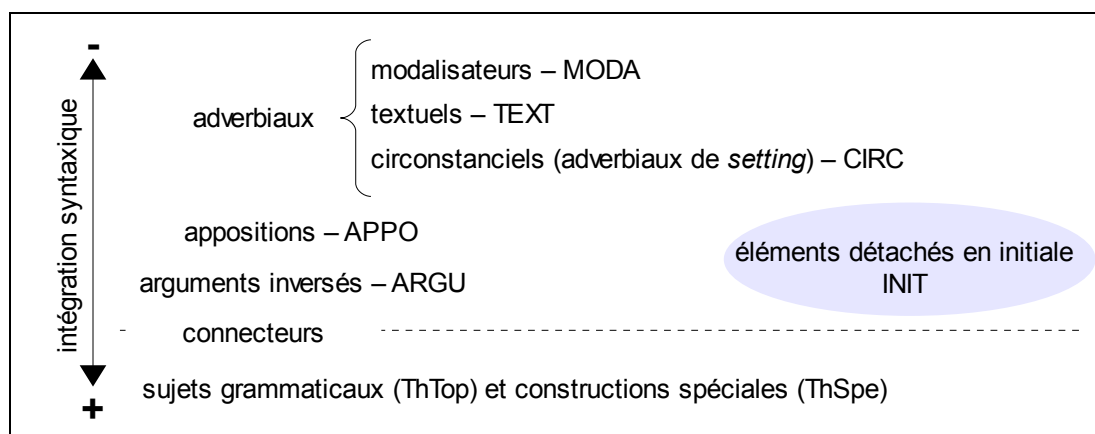 -
modalisateurs – MODA
adverbiaux
textuels – TEXT
circonstanciels (adverbiaux de setting) – CIRC
intégration syntaxique
appositions – APPO
éléments détachés en initiale
INIT
arguments inversés – ARGU
connecteurs
sujets grammaticaux (ThTop) et constructions spéciales (ThSpe)
+